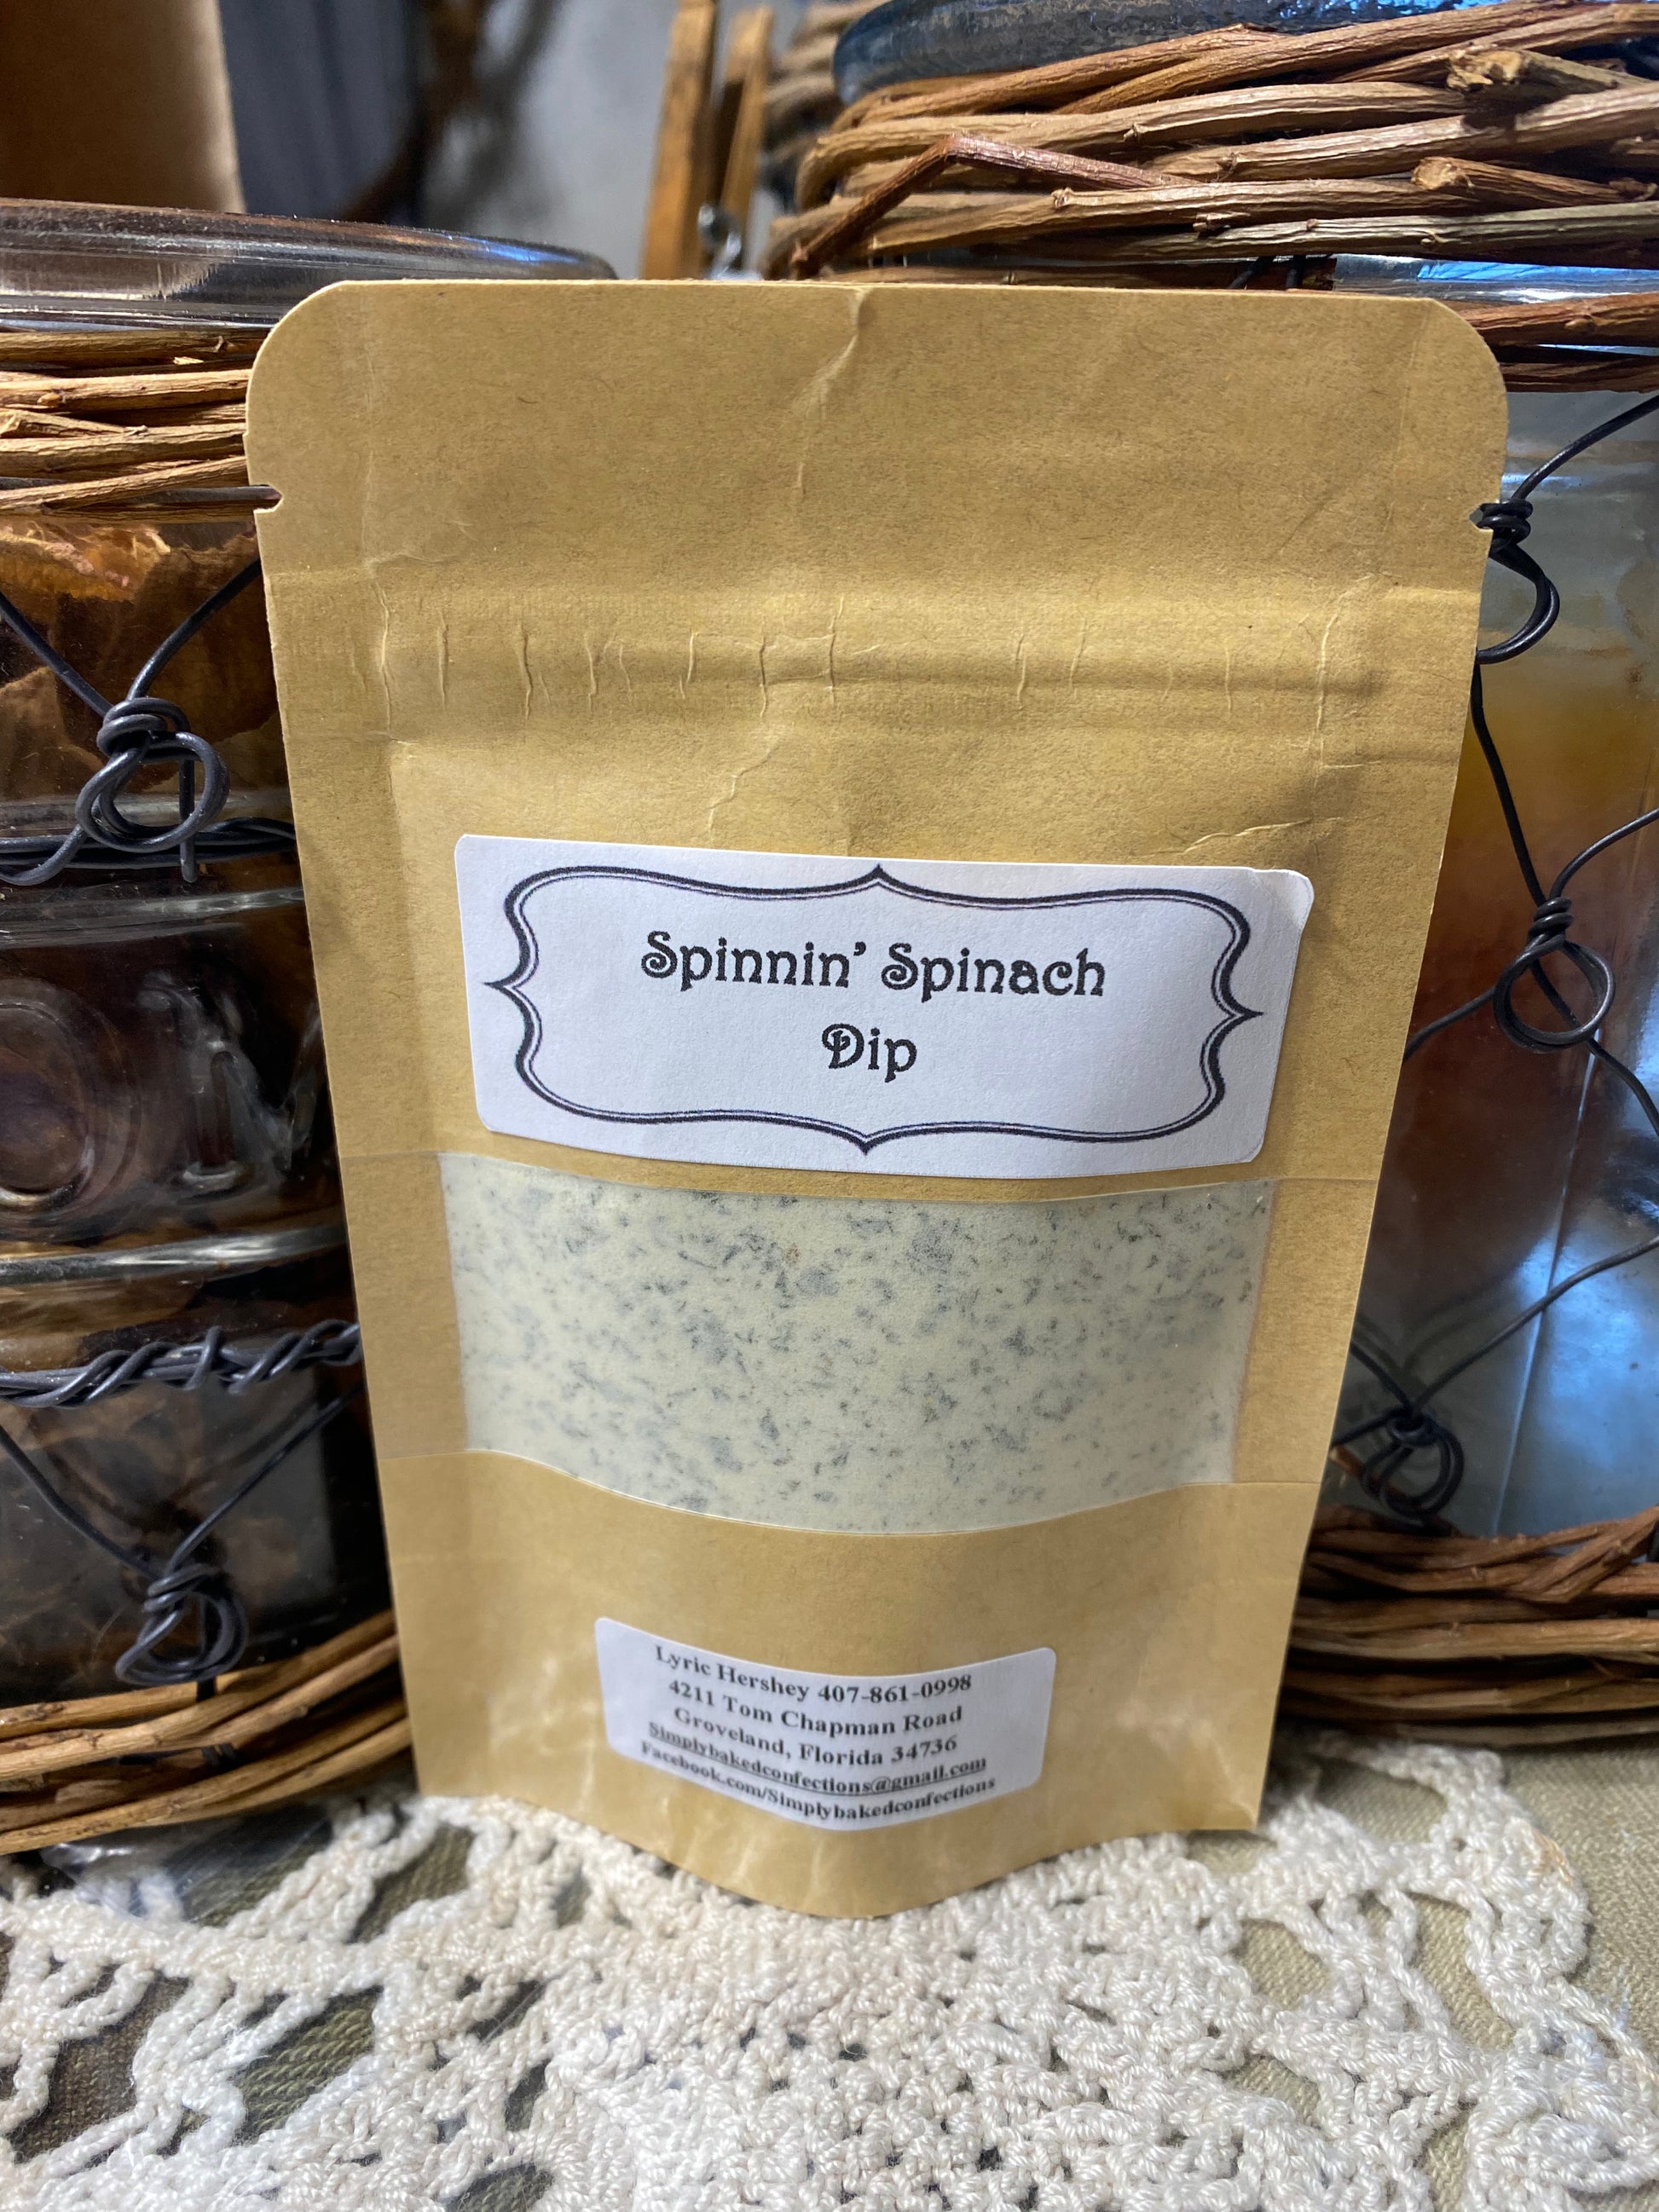 Spinnin' Spinach
Dip
Lyric Hershey 407-861-0998
4211 Tom Chapman Road
Groveland, Florida 34736
Simplybakedconfections@gmail.com
Facebook.com/Simplybakedconfections